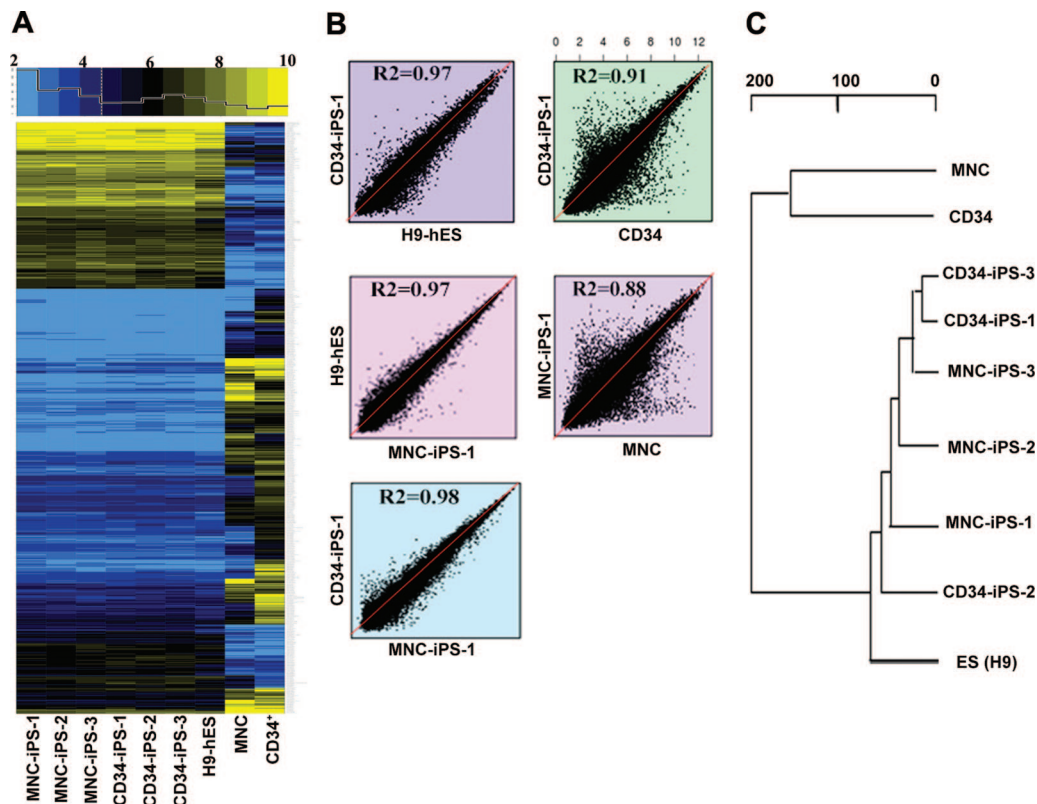 A
2 4 6 8 10
MNC-iPS-1
MNC-iPS-2
MNC-iPS-3
CD34-iPS-1
CD34-iPS-2
CD34-iPS-3
H9-hES
MNC
CD34+
B
R2=0.97
CD34-iPS-1
H9-hES
0 2 4 6 8 10 12
R2=0.91
CD34-iPS-1
CD34
R2=0.97
H9-hES
MNC-iPS-1
R2=0.88
MNC-iPS-1
MNC
R2=0.98
CD34-iPS-1
MNC-iPS-1
C
200 100 0
MNC
CD34
CD34-iPS-3
CD34-iPS-1
MNC-iPS-3
MNC-iPS-2
MNC-iPS-1
CD34-iPS-2
ES (H9)